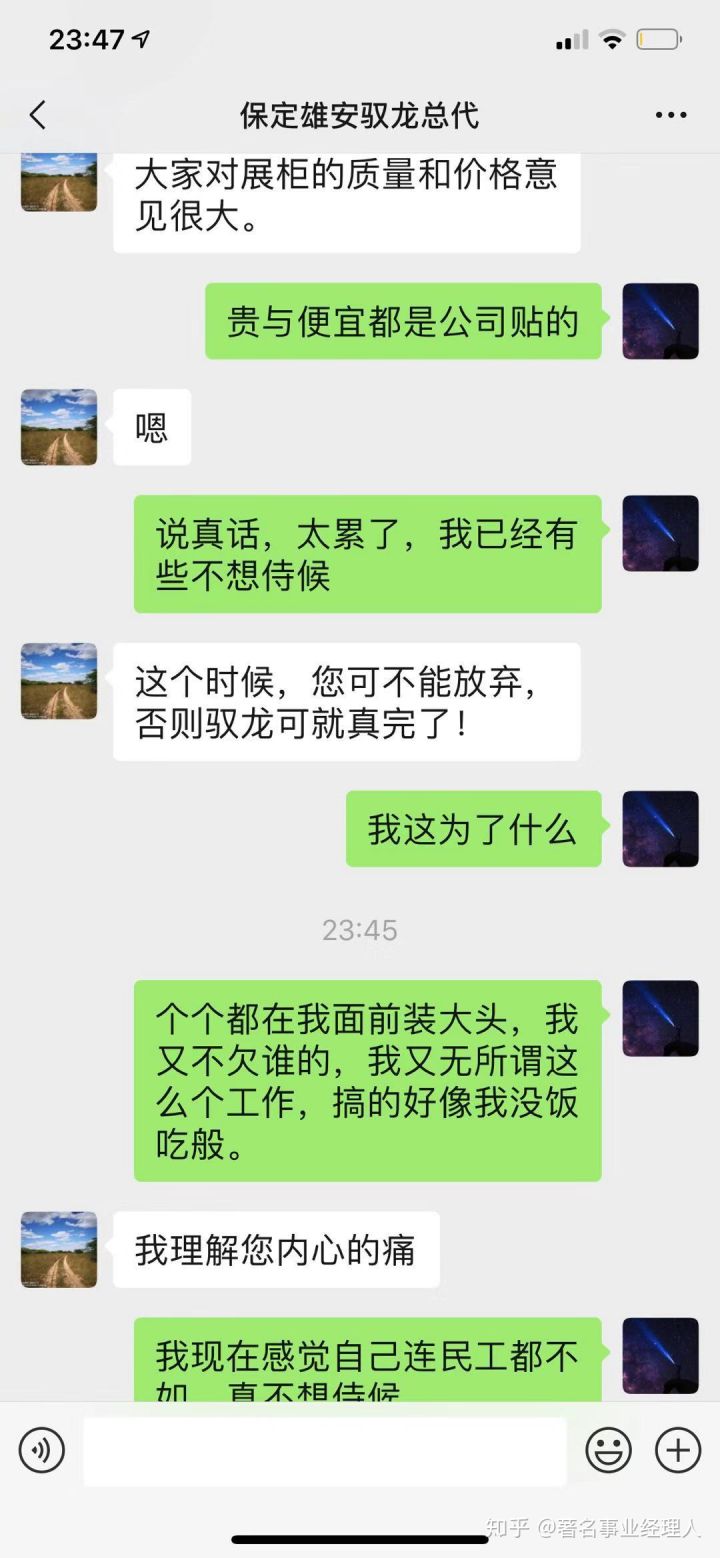 23:47
保定雄安驭龙总代
大家对展柜的质量和价格意
见很大。
贵与便宜都是公司贴的
嗯
说真话，太累了，我已经有
些不想侍候
这个时候，您可不能放弃，
否则驭龙可就真完了！
我这为了什么
23:45
个个都在我面前装大头，我
又不欠谁的，我又无所谓这
么个工作，搞的好像我没饭
吃般。
我理解您内心的痛
我现在感觉自己连民工都不
如，真不想侍候
知乎 @著名事业经理人